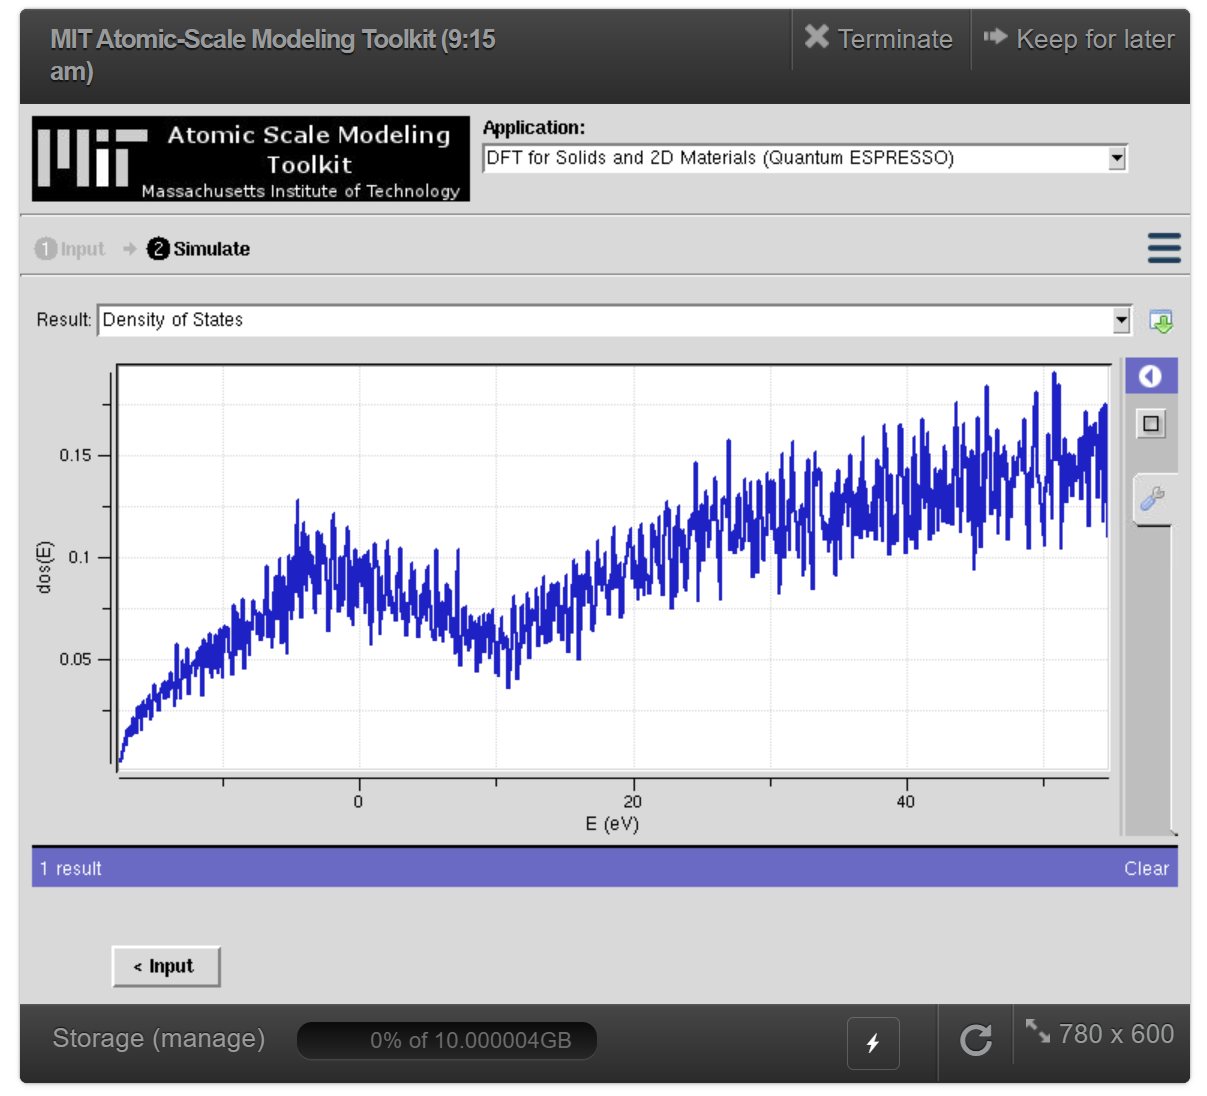 MIT Atomic-Scale Modeling Toolkit (9:15
am)
Terminate
Keep for later
MIT
Atomic Scale Modeling
Toolkit
Massachusetts Institute of Technology
Application:
DFT for Solids and 2D Materials (Quantum ESPRESSO)
1 Input
2 Simulate
Result: Density of States
0.15
0.1
0.05
dos(E)
0
20
40
E (eV)
1 result
Clear
< Input
Storage (manage)
0% of 10.000004GB
780 x 600